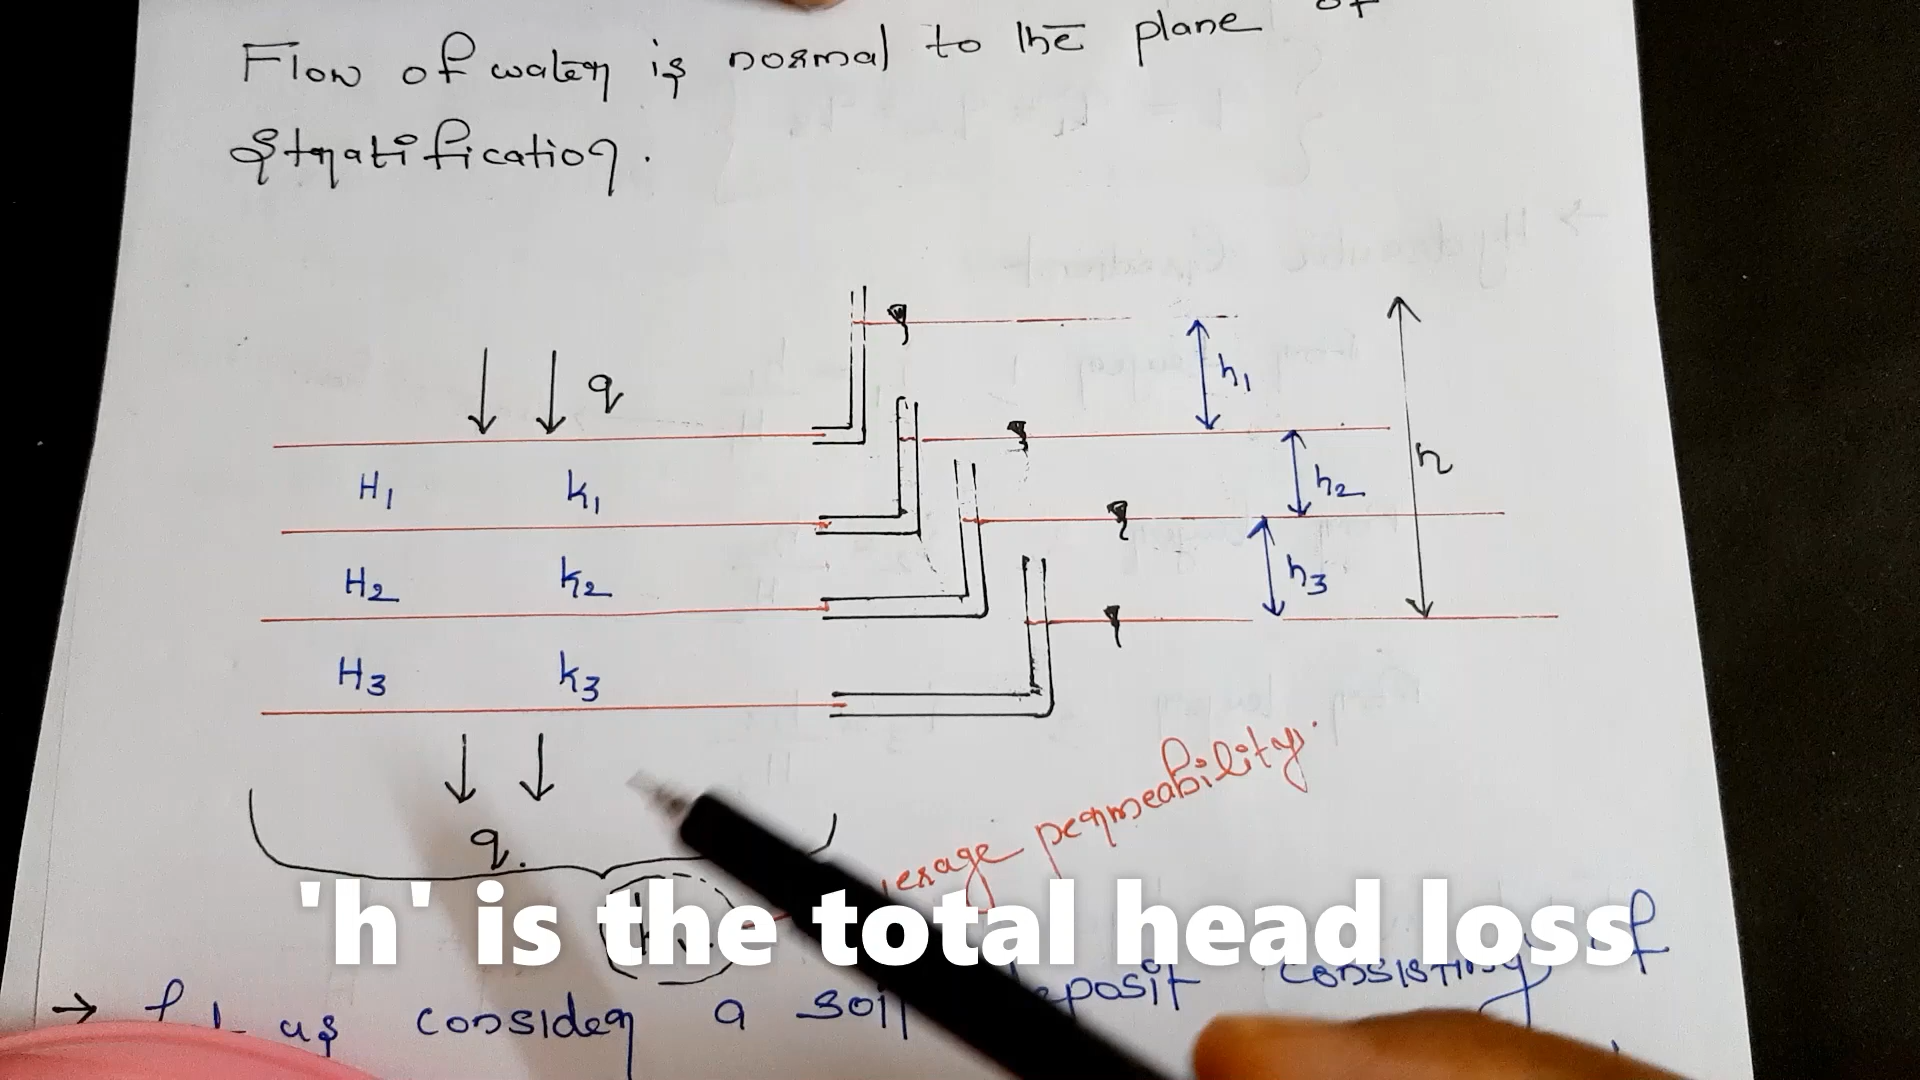 Flow of water is normal to the plane of
stratification.
q
h1
h
H1 k1
h2
H2 k2
h3
H3 k3
q.
average permeability.
'h' is the total head loss
→ us consider a soil deposit consisting of